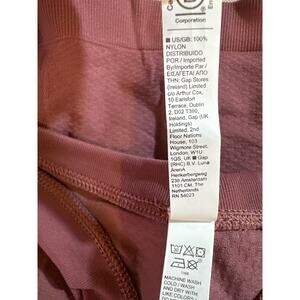 B
Corporation
US/GB: 100%
NYLON
DISTRIBUIDO
POR / Imported
by/Importé Par /
ΕΙΣΑΓΕΤΑΙ ΑΠΟ
ΤΗΝ: Gap Stores
(Ireland) Limited
c/o Arthur Cox,
10 Earlsfort
Terrace, Dublin
2, D02 T380,
Ireland, Gap (UK
Holdings)
Limited, 2nd
Floor Nations
House, 103
Wigmore Street,
London, W1U
1QS, UK Gap
(RHC) B.V. Luna
ArenA
Herikerbergweg
238 Amsterdam
1101 CM, The
Netherlands
RN 54023
MACHINE WASH
COLD / WASH
AND DRY WITH
LIKE COLORS